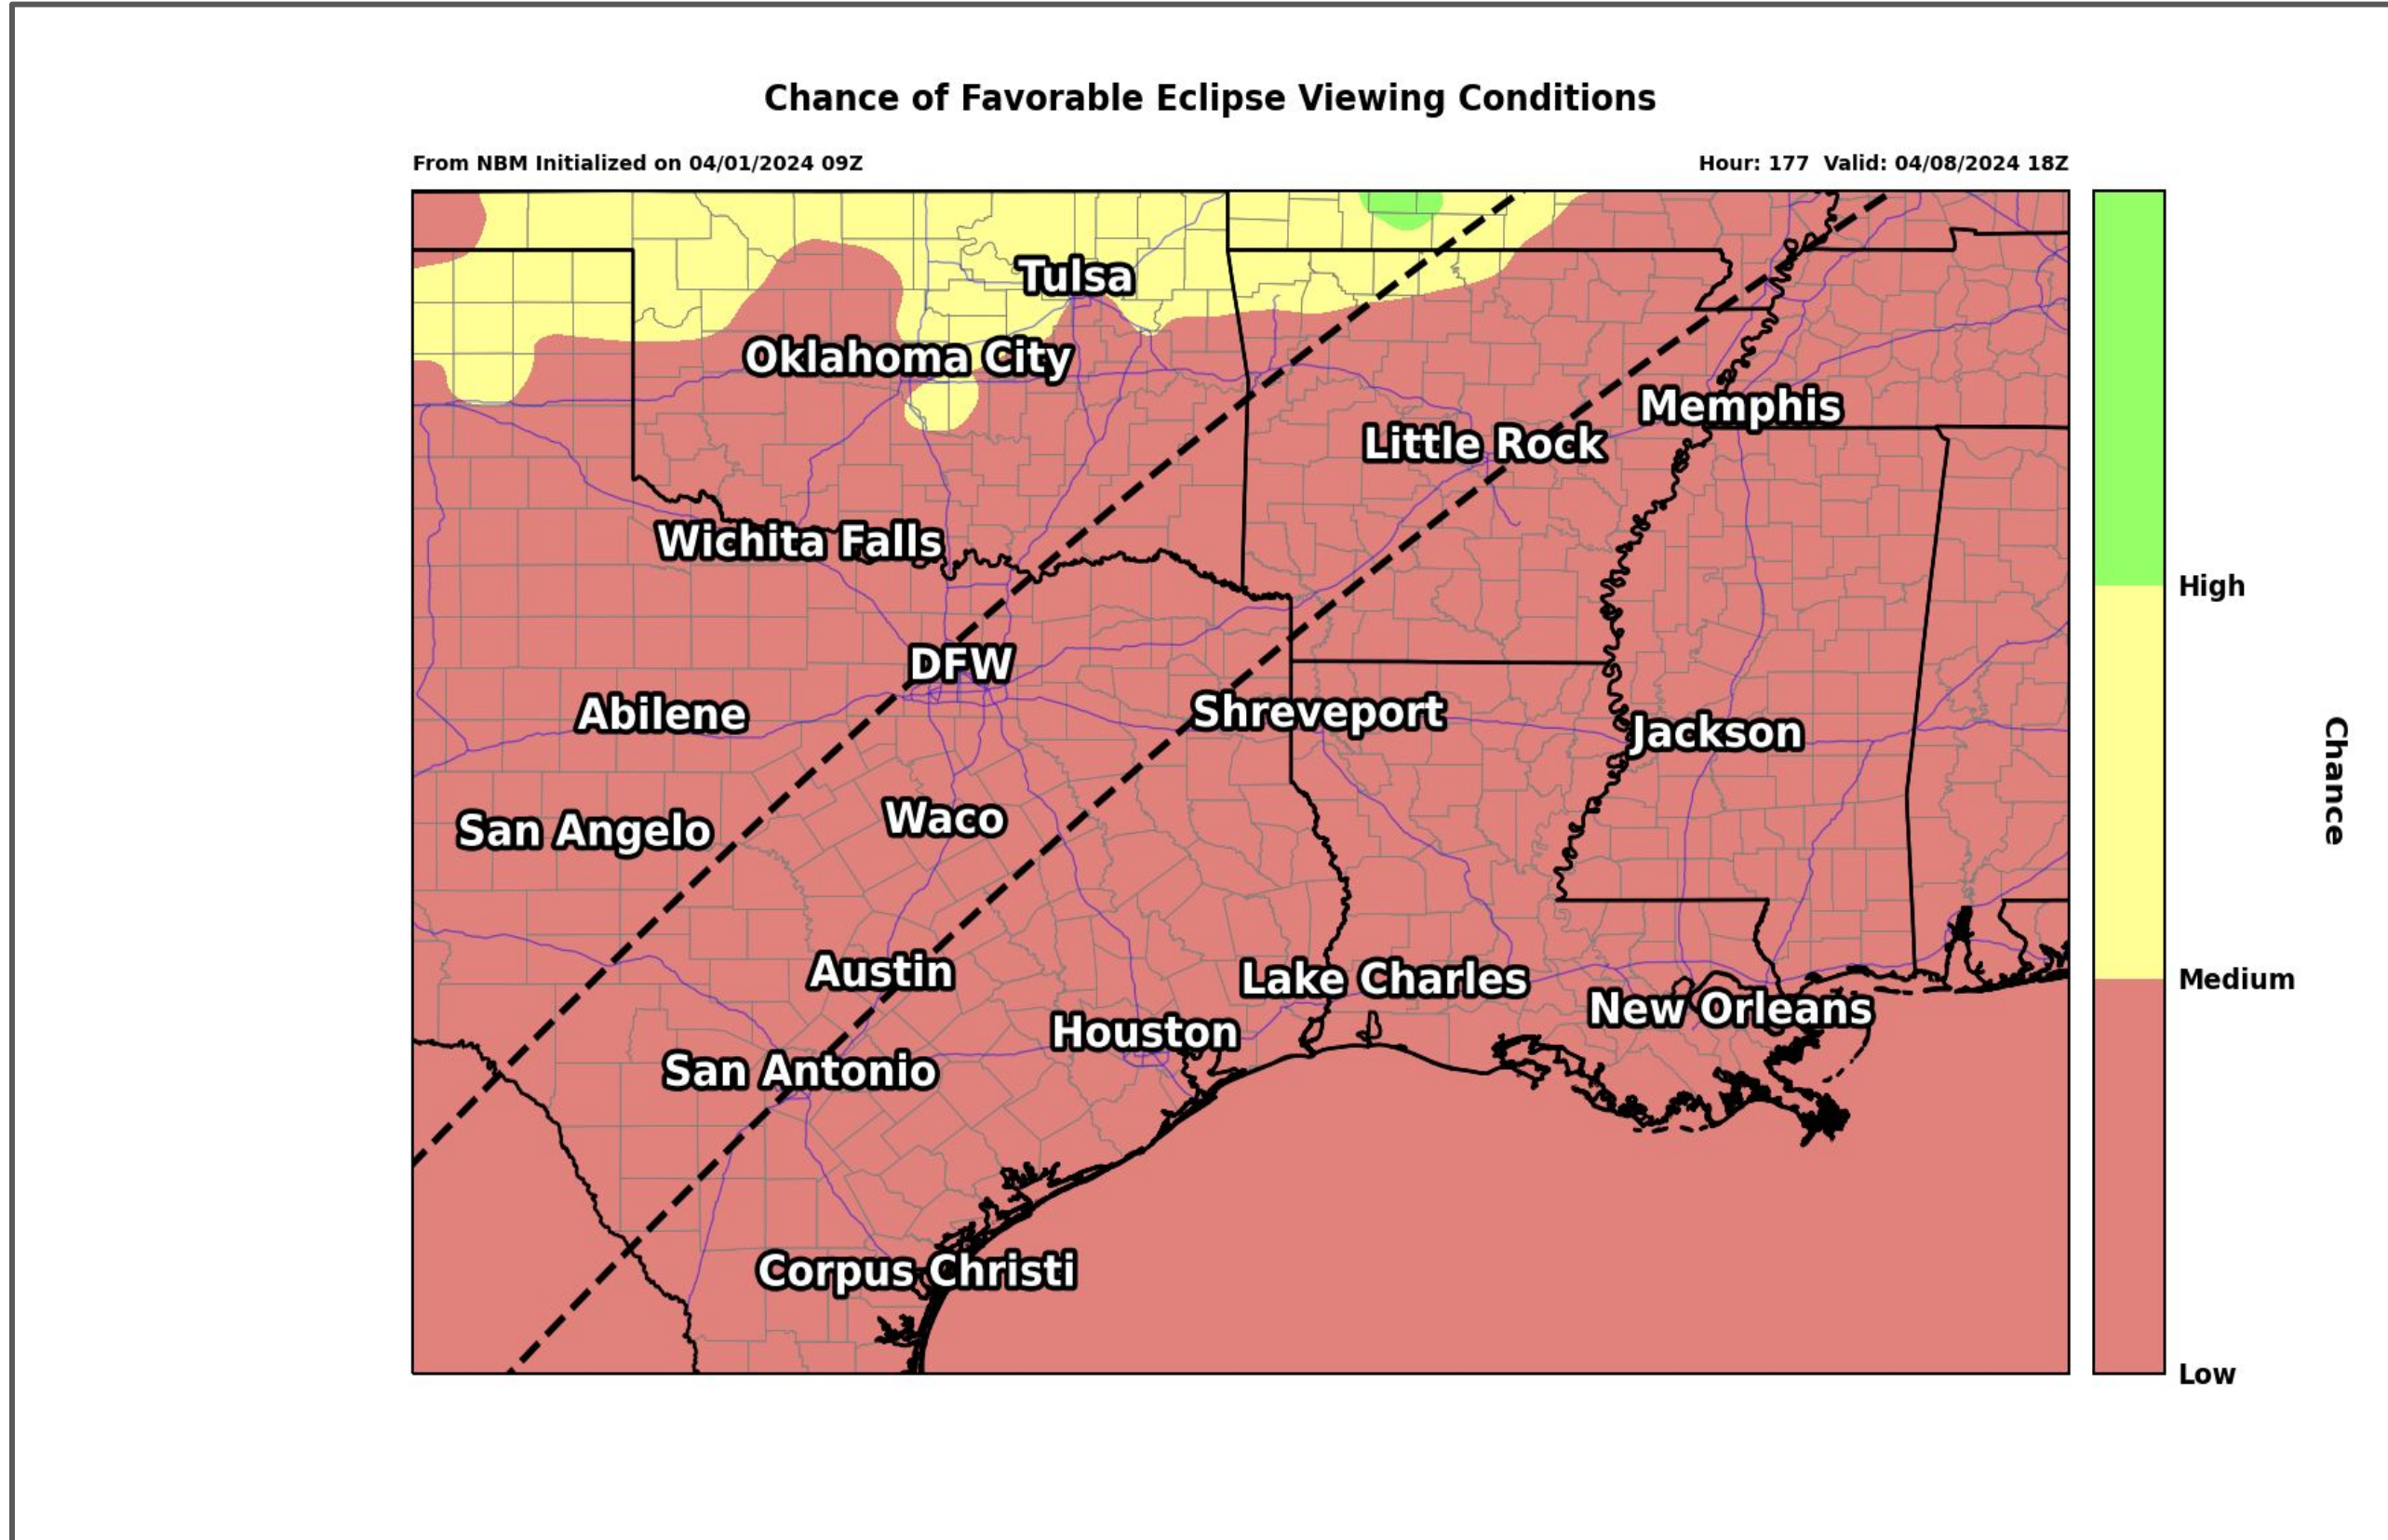 Chance of Favorable Eclipse Viewing Conditions
From NBM Initialized on 04/01/2024 09Z
Hour: 177  Valid: 04/08/2024 18Z
Tulsa
Oklahoma City
Memphis
Little Rock
Wichita Falls
High
DFW
Abilene
Shreveport
Jackson
Chance
San Angelo
Waco
Austin
Lake Charles
Medium
New Orleans
Houston
San Antonio
Corpus Christi
Low